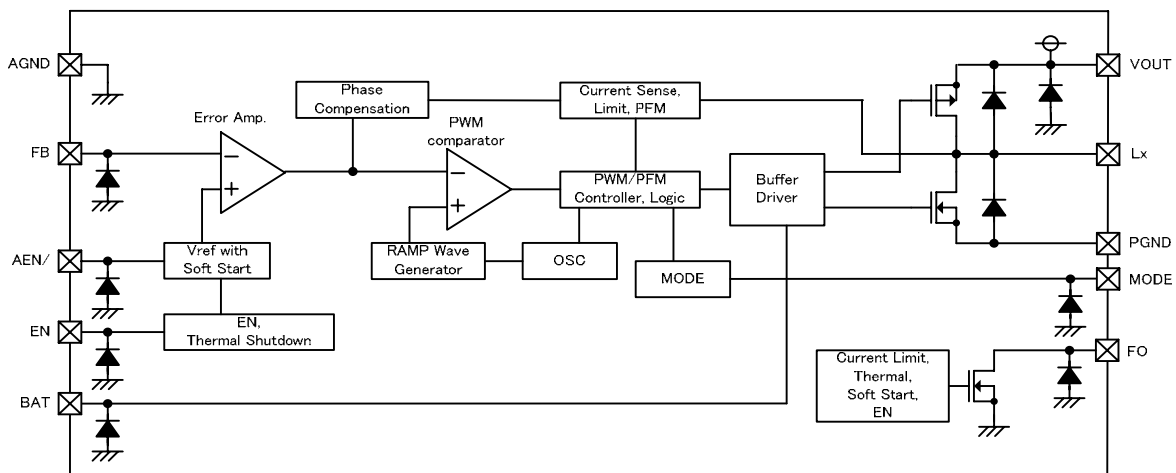 AGND
FB
AEN/
EN
BAT
Error Amp.
−
+
Vref with
Soft Start
EN,
Thermal Shutdown
Phase
Compensation
PWM
comparator
−
+
RAMP Wave
Generator
OSC
Current Sense,
Limit, PFM
PWM/PFM
Controller, Logic
MODE
Buffer
Driver
Current Limit,
Thermal,
Soft Start,
EN
VOUT
Lx
PGND
MODE
FO